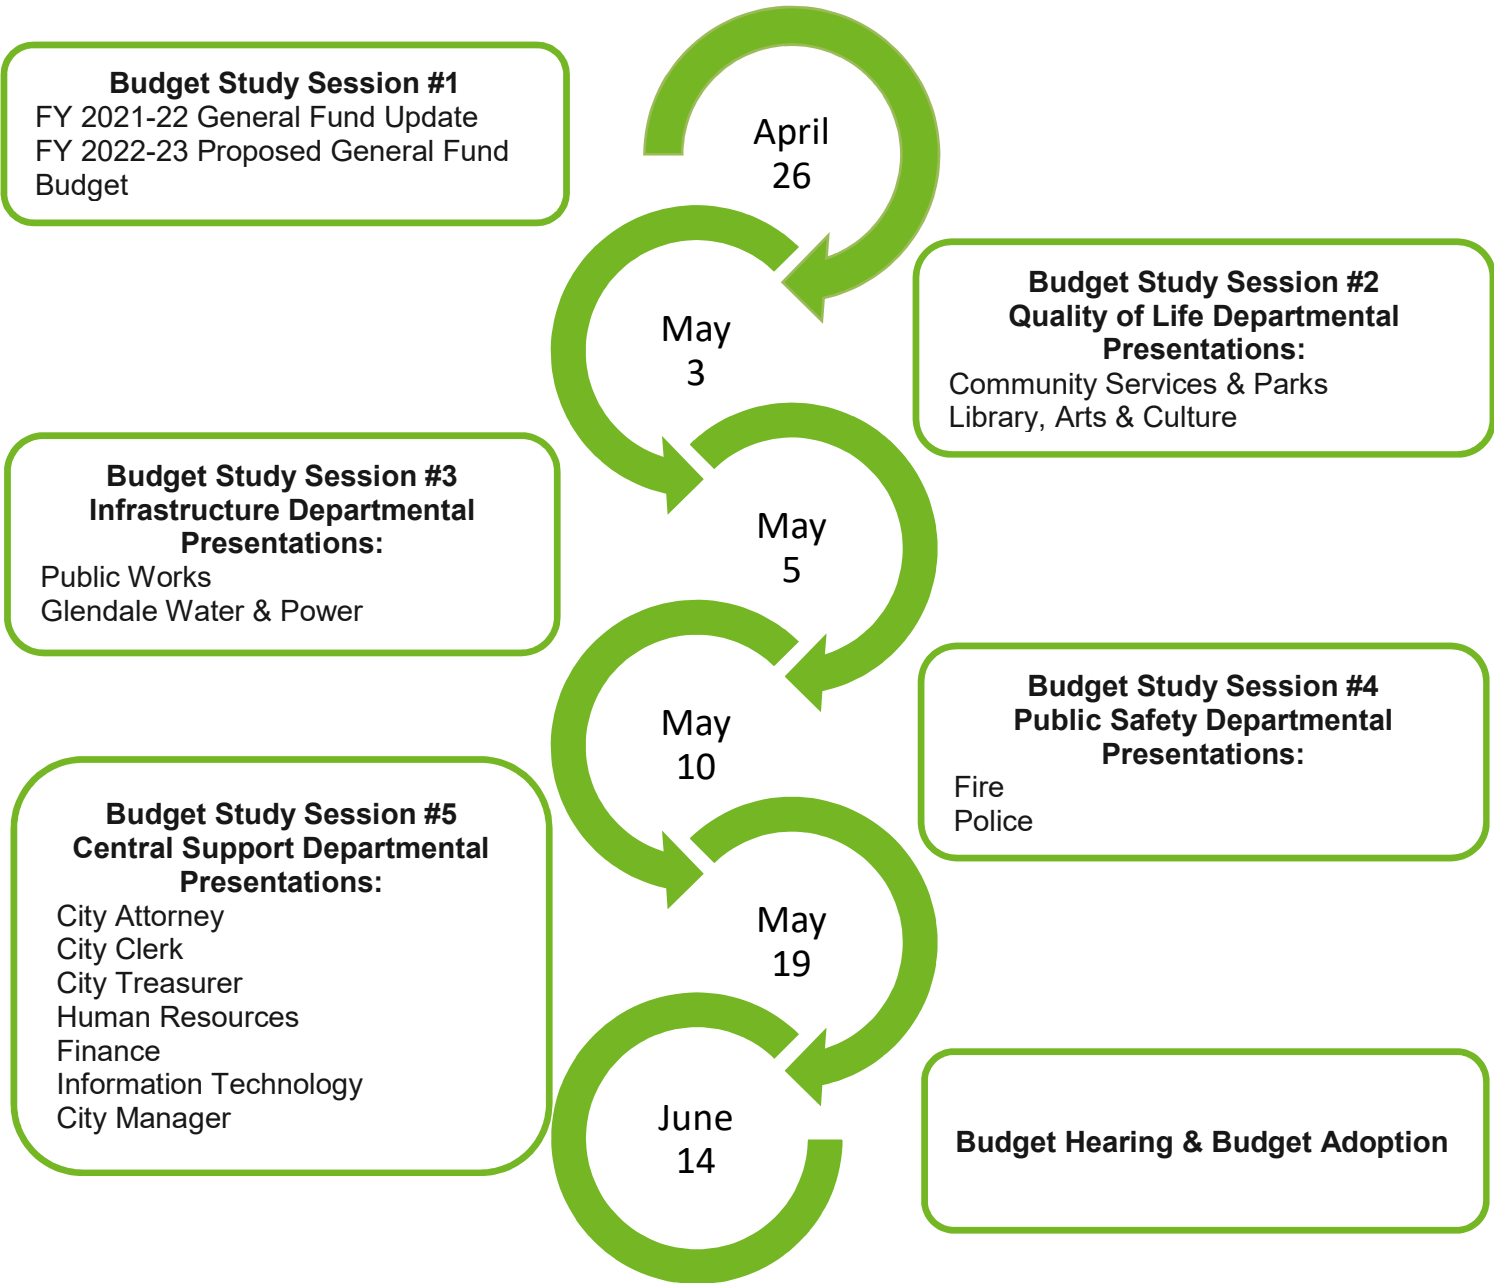 Budget Study Session #1
FY 2021-22 General Fund Update
FY 2022-23 Proposed General Fund
Budget
April
26
Budget Study Session #2
Quality of Life Departmental
Presentations:
Community Services & Parks
Library, Arts & Culture
May
3
Budget Study Session #3
Infrastructure Departmental
Presentations:
Public Works
Glendale Water & Power
May
5
Budget Study Session #4
Public Safety Departmental
Presentations:
Fire
Police
May
10
Budget Study Session #5
Central Support Departmental
Presentations:
City Attorney
City Clerk
City Treasurer
Human Resources
Finance
Information Technology
City Manager
May
19
June
14
Budget Hearing & Budget Adoption